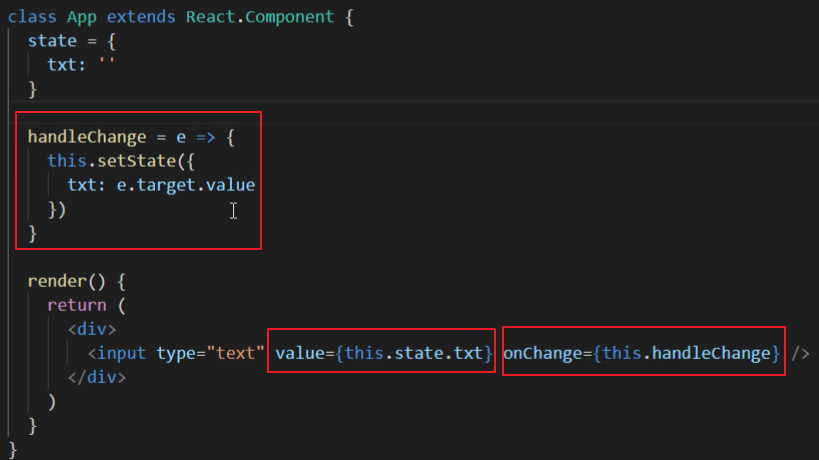 class App extends React.Component {
  state = {
    txt: ''
  }
  handleChange = e => {
    this.setState({
      txt: e.target.value
    })
  }
  render() {
    return (
      <div>
        <input type="text" value={this.state.txt} onChange={this.handleChange} />
      </div>
    )
  }
}